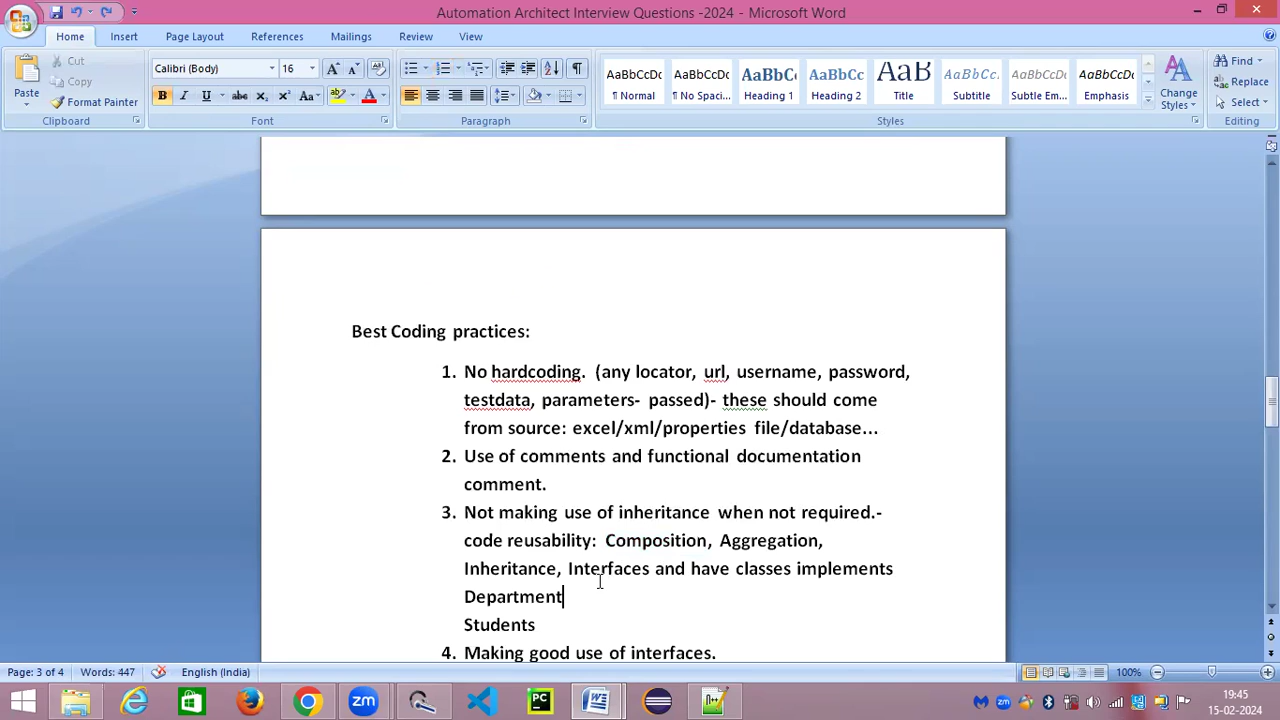 Automation Architect Interview Questions -2024 - Microsoft Word
Home Insert Page Layout References Mailings Review View
Paste Cut Copy Format Painter Clipboard
Calibri (Body) 16 Font
Paragraph
AaBbCcDc AaBbCcDc AaBbC AaBbCc AaB AaBbCc. AaBbCcDc AaBbCcDc
¶ Normal ¶ No Spaci... Heading 1 Heading 2 Title Subtitle Subtle Em... Emphasis
Styles
Change Styles
Find Replace Select Editing
Best Coding practices:
1. No hardcoding. (any locator, url, username, password,
testdata, parameters- passed)- these should come
from source: excel/xml/properties file/database...
2. Use of comments and functional documentation
comment.
3. Not making use of inheritance when not required.-
code reusability: Composition, Aggregation,
Inheritance, Interfaces and have classes implements
Department
Students
4. Making good use of interfaces.
Page: 3 of 4 Words: 447 English (India) 100%
19:45
15-02-2024